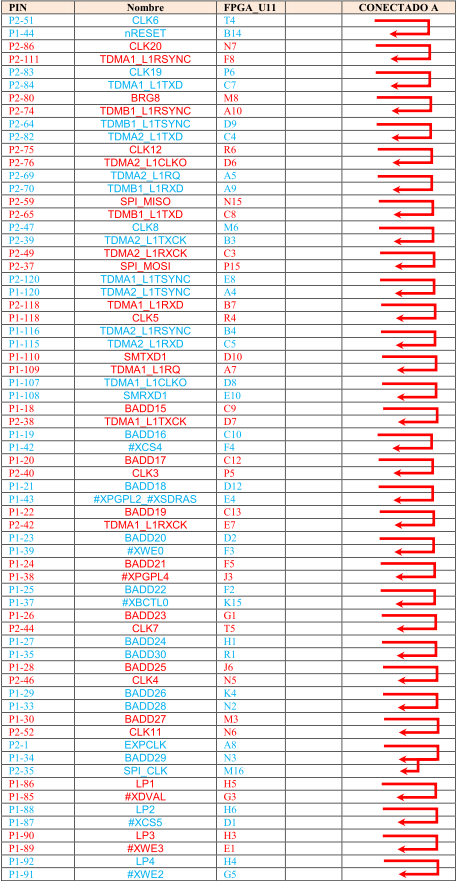 PIN Nombre FPGA_U11 CONECTADO A
P2-51 CLK6 T4
P1-44 nRESET B14
P2-86 CLK20 N7
P2-111 TDMA1_L1RSYNC F8
P2-83 CLK19 P6
P2-84 TDMA1_L1TXD C7
P2-80 BRG8 M8
P2-74 TDMB1_L1RSYNC A10
P2-64 TDMB1_L1TSYNC D9
P2-82 TDMA2_L1TXD C4
P2-75 CLK12 R6
P2-76 TDMA2_L1CLKO D6
P2-69 TDMA2_L1RQ A5
P2-70 TDMB1_L1RXD A9
P2-59 SPI_MISO N15
P2-65 TDMB1_L1TXD C8
P2-47 CLK8 M6
P2-39 TDMA2_L1TXCK B3
P2-49 TDMA2_L1RXCK C3
P2-37 SPI_MOSI P15
P2-120 TDMA1_L1TSYNC E8
P1-120 TDMA2_L1TSYNC A4
P2-118 TDMA1_L1RXD B7
P1-118 CLK5 R4
P1-116 TDMA2_L1RSYNC B4
P1-115 TDMA2_L1RXD C5
P1-110 SMTXD1 D10
P1-109 TDMA1_L1RQ A7
P1-107 TDMA1_L1CLKO D8
P1-108 SMRXD1 E10
P1-18 BADD15 C9
P2-38 TDMA1_L1TXCK D7
P1-19 BADD16 C10
P1-42 #XCS4 F4
P1-20 BADD17 C12
P2-40 CLK3 P5
P1-21 BADD18 D12
P1-43 #XPGPL2_#XSDRAS E4
P1-22 BADD19 C13
P2-42 TDMA1_L1RXCK E7
P1-23 BADD20 D2
P1-39 #XWE0 F3
P1-24 BADD21 F5
P1-38 #XPGPL4 J3
P1-25 BADD22 F2
P1-37 #XBCTL0 K15
P1-26 BADD23 G1
P2-44 CLK7 T5
P1-27 BADD24 H1
P1-35 BADD30 R1
P1-28 BADD25 J6
P2-46 CLK4 N5
P1-29 BADD26 K4
P1-33 BADD28 N2
P1-30 BADD27 M3
P2-52 CLK11 N6
P2-1 EXPCLK A8
P1-34 BADD29 N3
P2-35 SPI_CLK M16
P1-86 LP1 H5
P1-85 #XDVAL G3
P1-88 LP2 H6
P1-87 #XCS5 D1
P1-90 LP3 H3
P1-89 #XWE3 E1
P1-92 LP4 H4
P1-91 #XWE2 G5